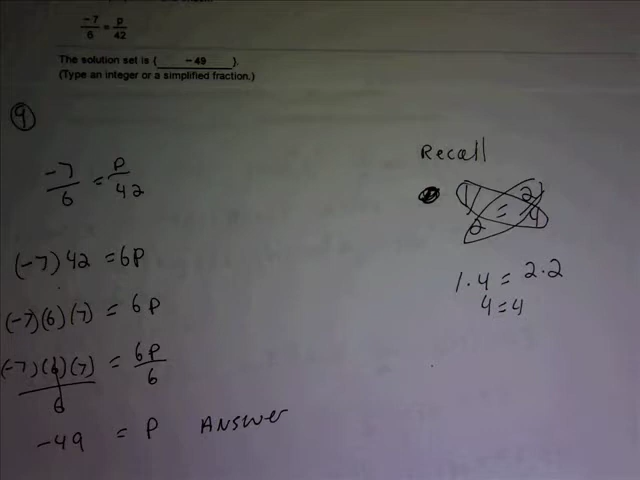 -7/6 = p/42
The solution set is { -49 }.
(Type an integer or a simplified fraction.)
9
-7/6 = P/42
(-7)42 = 6P
(-7)(6)(7) = 6P
(-7)(6)(7)/6 = 6P/6
-49 = P Answer
Recall
1/2 = 2/4
1·4 = 2·2
4=4